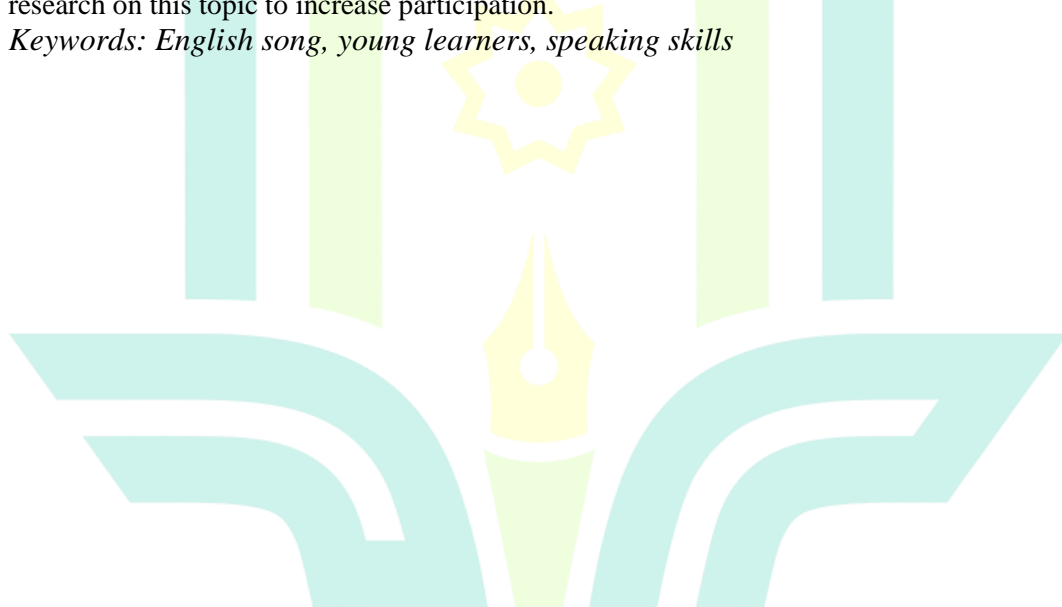 research on this topic to increase participation.
Keywords: English song, young learners, speaking skills